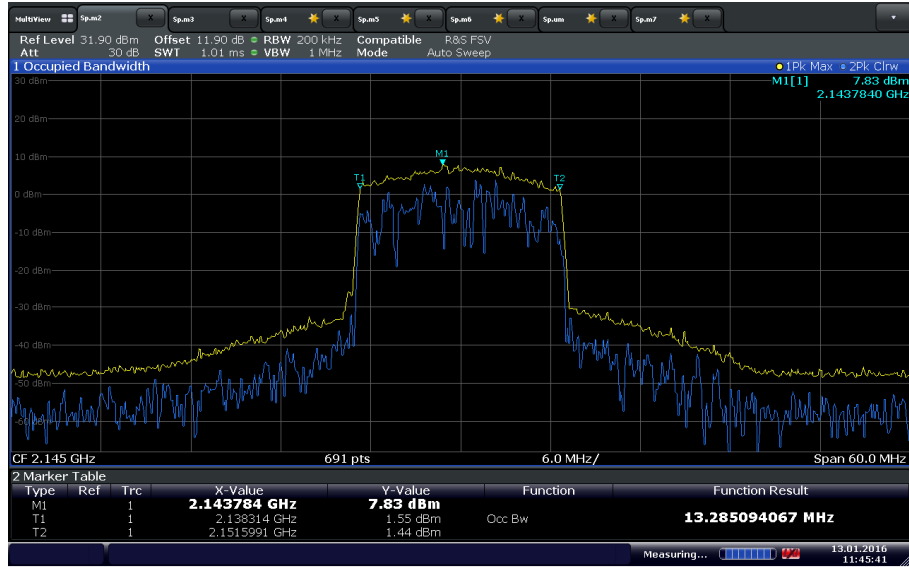 MultiView Sp.m2 X Sp.m3 X Sp.m4 X Sp.m5 X Sp.m6 X Sp.um X Sp.m7 X
Ref Level 31.90 dBm Offset 11.90 dB RBW 200 kHz Compatible R&S FSV
Att 30 dB SWT 1.01 ms VBW 1 MHz Mode Auto Sweep
1 Occupied Bandwidth 1Pk Max 2Pk Clrw
30 dBm M1[1] 7.83 dBm
2.1437840 GHz
20 dBm
10 dBm
M1
T1 T2
0 dBm
-10 dBm
-20 dBm
-30 dBm
-40 dBm
-50 dBm
-60 dBm
CF 2.145 GHz 691 pts 6.0 MHz/ Span 60.0 MHz
2 Marker Table
Type Ref Trc X-Value Y-Value Function Function Result
M1 1 2.143784 GHz 7.83 dBm
T1 1 2.138314 GHz 1.55 dBm Occ Bw 13.285094067 MHz
T2 1 2.1515991 GHz 1.44 dBm
Measuring... 13.01.2016
11:45:41